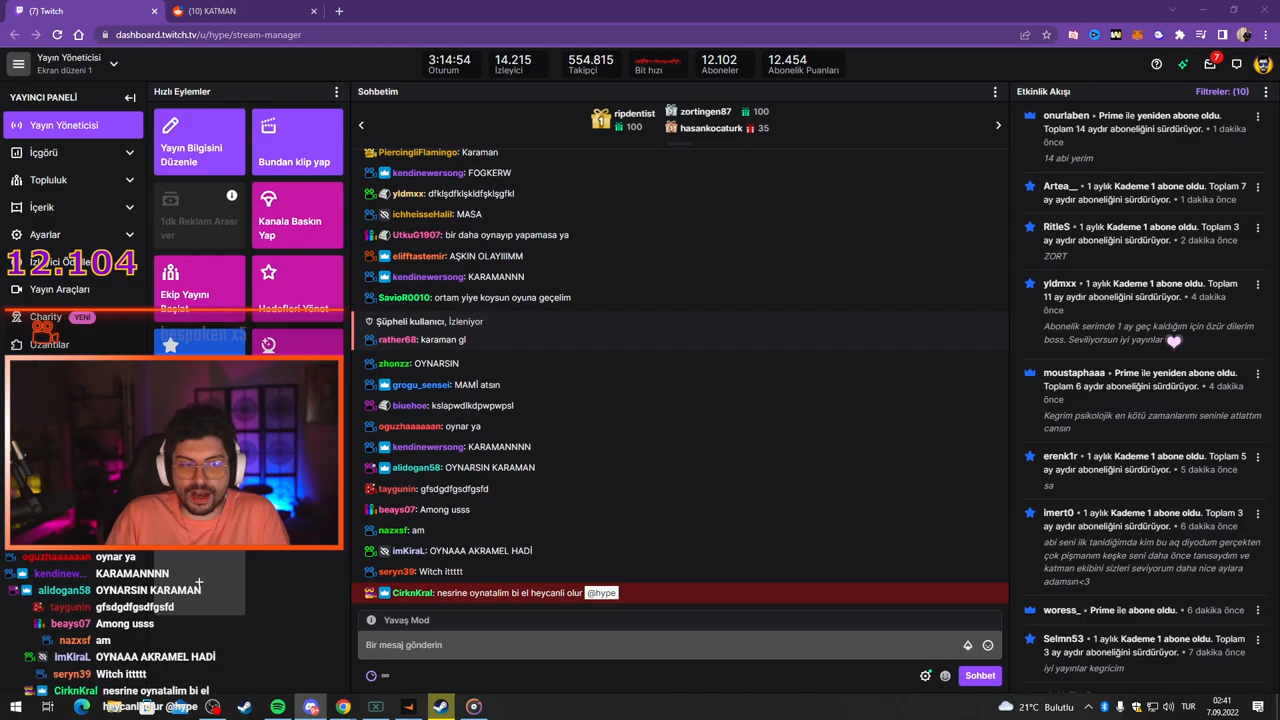 (7) Twitch
(10) KATMAN
dashboard.twitch.tv/u/hype/stream-manager
Yayın Yöneticisi
Ekran düzeni 1
3:14:54
Oturum
14.215
İzleyici
554.815
Takipçi
Bit hızı
12.102
Aboneler
12.454
Abonelik Puanları
7
YAYINCI PANELİ
Yayın Yöneticisi
İçgörü
Topluluk
İçerik
Ayarlar
12.104
Yayın Araçları
Charity YENİ
Uzantılar
Hızlı Eylemler
Yayın Bilgisini
Düzenle
Bundan klip yap
1dk Reklam Arası
ver
Kanala Baskın
Yap
Ekip Yayını
Başlat
Hedefleri Yönet
bespoken x5
oguzhaaaaaan oynar ya
kendinew... KARAMANNNN
alidogan58 OYNARSIN KARAMAN
taygunin gfsdgdfgsdfgsfd
beays07 Among usss
nazxsf am
imKiraL OYNAAA AKRAMEL HADİ
seryn39 Witch ittttt
CirknKral nesrine oynatalim bi el
heycanli olur @hype
Sohbetim
1 ripdentist
100
2 zortingen87 100
3 hasankocaturk 35
PiercingliFlamingo: Karaman
kendinewersong: FOGKERW
yldmxx: dfklşdfklşkldfşklşgfkl
ichheisseHalil: MASA
UtkuG1907: bir daha oynayıp yapamasa ya
elifftastemir: AŞKIN OLAYIIIMM
kendinewersong: KARAMANNN
SavioR0010: ortam yiye koysun oyuna geçelim
Şüpheli kullanıcı, İzleniyor
rather68: karaman gl
zhonzz: OYNARSIN
grogu_sensei: MAMİ atsın
biuehoe: kslapwdlkdpwpwpsl
oguzhaaaaaan: oynar ya
kendinewersong: KARAMANNNN
alidogan58: OYNARSIN KARAMAN
taygunin: gfsdgdfgsdfgsfd
beays07: Among usss
nazxsf: am
imKiraL: OYNAAA AKRAMEL HADİ
seryn39: Witch ittttt
CirknKral: nesrine oynatalim bi el heycanli olur @hype
Yavaş Mod
Bir mesaj gönderin
Sohbet
Etkinlik Akışı
Filtreler: (10)
onurlaben • Prime ile yeniden abone oldu.
Toplam 14 aydır aboneliğini sürdürüyor. • 1
dakika önce
14 abi yerim
Artea__ • 1 aylık Kademe 1 abone oldu. Toplam 7
ay aydır aboneliğini sürdürüyor. • 1 dakika önce
RitleS • 1 aylık Kademe 1 abone oldu. Toplam 3
ay aydır aboneliğini sürdürüyor. • 2 dakika önce
ZORT
yldmxx • 1 aylık Kademe 1 abone oldu. Toplam
11 ay aydır aboneliğini sürdürüyor. • 4 dakika
önce
Abonelik serimde 1 ay geç kaldığım için özür dilerim
boss. Seviliyorsun iyi yayınlar
moustaphaaa • Prime ile yeniden abone oldu.
Toplam 6 aydır aboneliğini sürdürüyor. • 4 dakika
önce
Kegrim psikolojik en kötü zamanlarımı seninle atlattım
cansın
erenk1r • 1 aylık Kademe 1 abone oldu. Toplam 5
ay aydır aboneliğini sürdürüyor. • 5 dakika önce
sa
imert0 • 1 aylık Kademe 1 abone oldu. Toplam 3
ay aydır aboneliğini sürdürüyor. • 6 dakika önce
abi seni ilk tanidiğimda kim bu aq diyodum gerçekten
çok pişmanım keşke seni daha önce tanısaydım ve
katman ekibini sizleri seviyorum daha nice aylara
adamsın<3
woress_ • Prime ile abone oldu. • 6 dakika önce
Selmn53 • 1 aylık Kademe 1 abone oldu. Toplam 3
ay aydır aboneliğini sürdürüyor. • 7 dakika önce
iyi yayınlar kegricim
21°C Bulutlu
TUR
02:41
7.09.2022